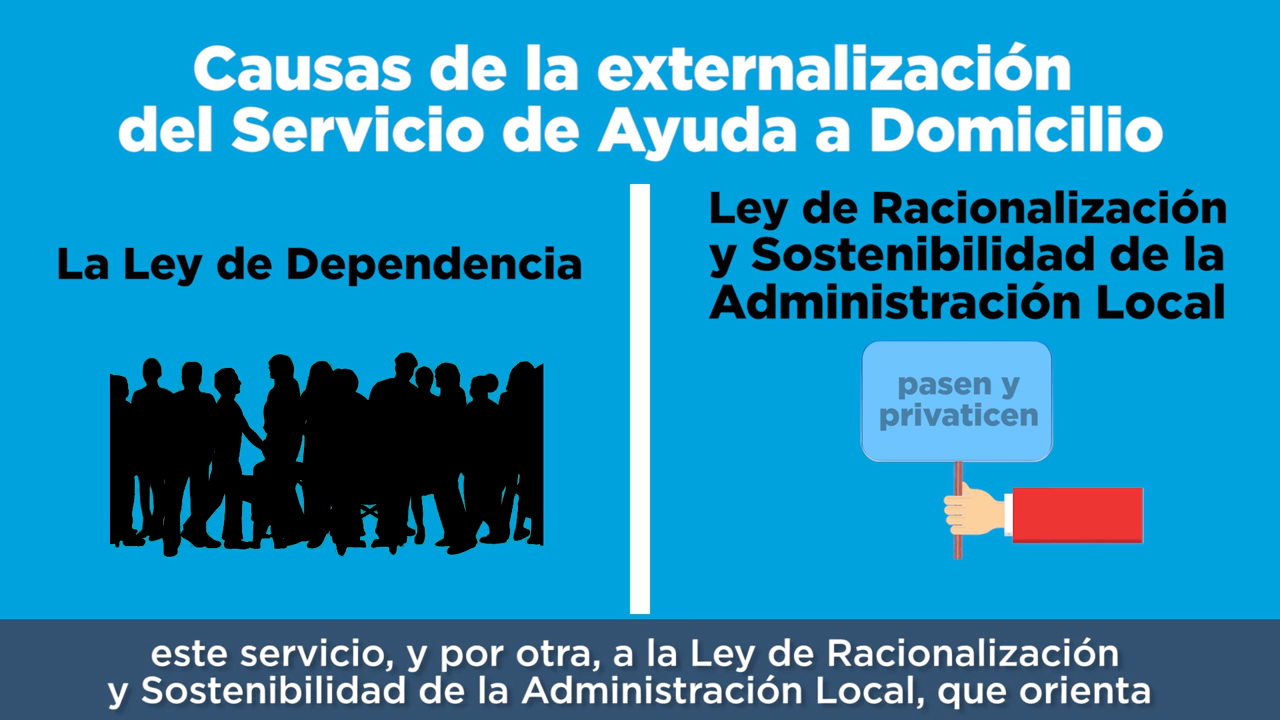 Causas de la externalización
del Servicio de Ayuda a Domicilio
La Ley de Dependencia
Ley de Racionalización
y Sostenibilidad de la
Administración Local
pasen y
privaticen
este servicio, y por otra, a la Ley de Racionalización
y Sostenibilidad de la Administración Local, que orienta